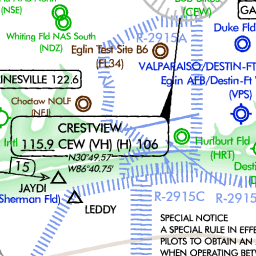 (NSE)
(CEW)
Whiting Fld NAS South
(NDZ)
R-2915A
Duke Fld
Eglin Test Site B6
(FL34)
VALPARAISO/DESTIN-FT
Eglin AFB/Destin-Ft
(VPS)
122.6
Choctaw NOLF
(NFJ)
CRESTVIEW
115.9 CEW (VH) (H) 106
N30°49.57'
W86°40.75'
Hurlburt Fld
(HRT)
15
JAYDI
Sherman Fld)
LEDDY
R-2915C
R-2915
SPECIAL NOTICE
A SPECIAL RULE IN EFFE
PILOTS TO OBTAIN AN
WHEN OPERATING BET